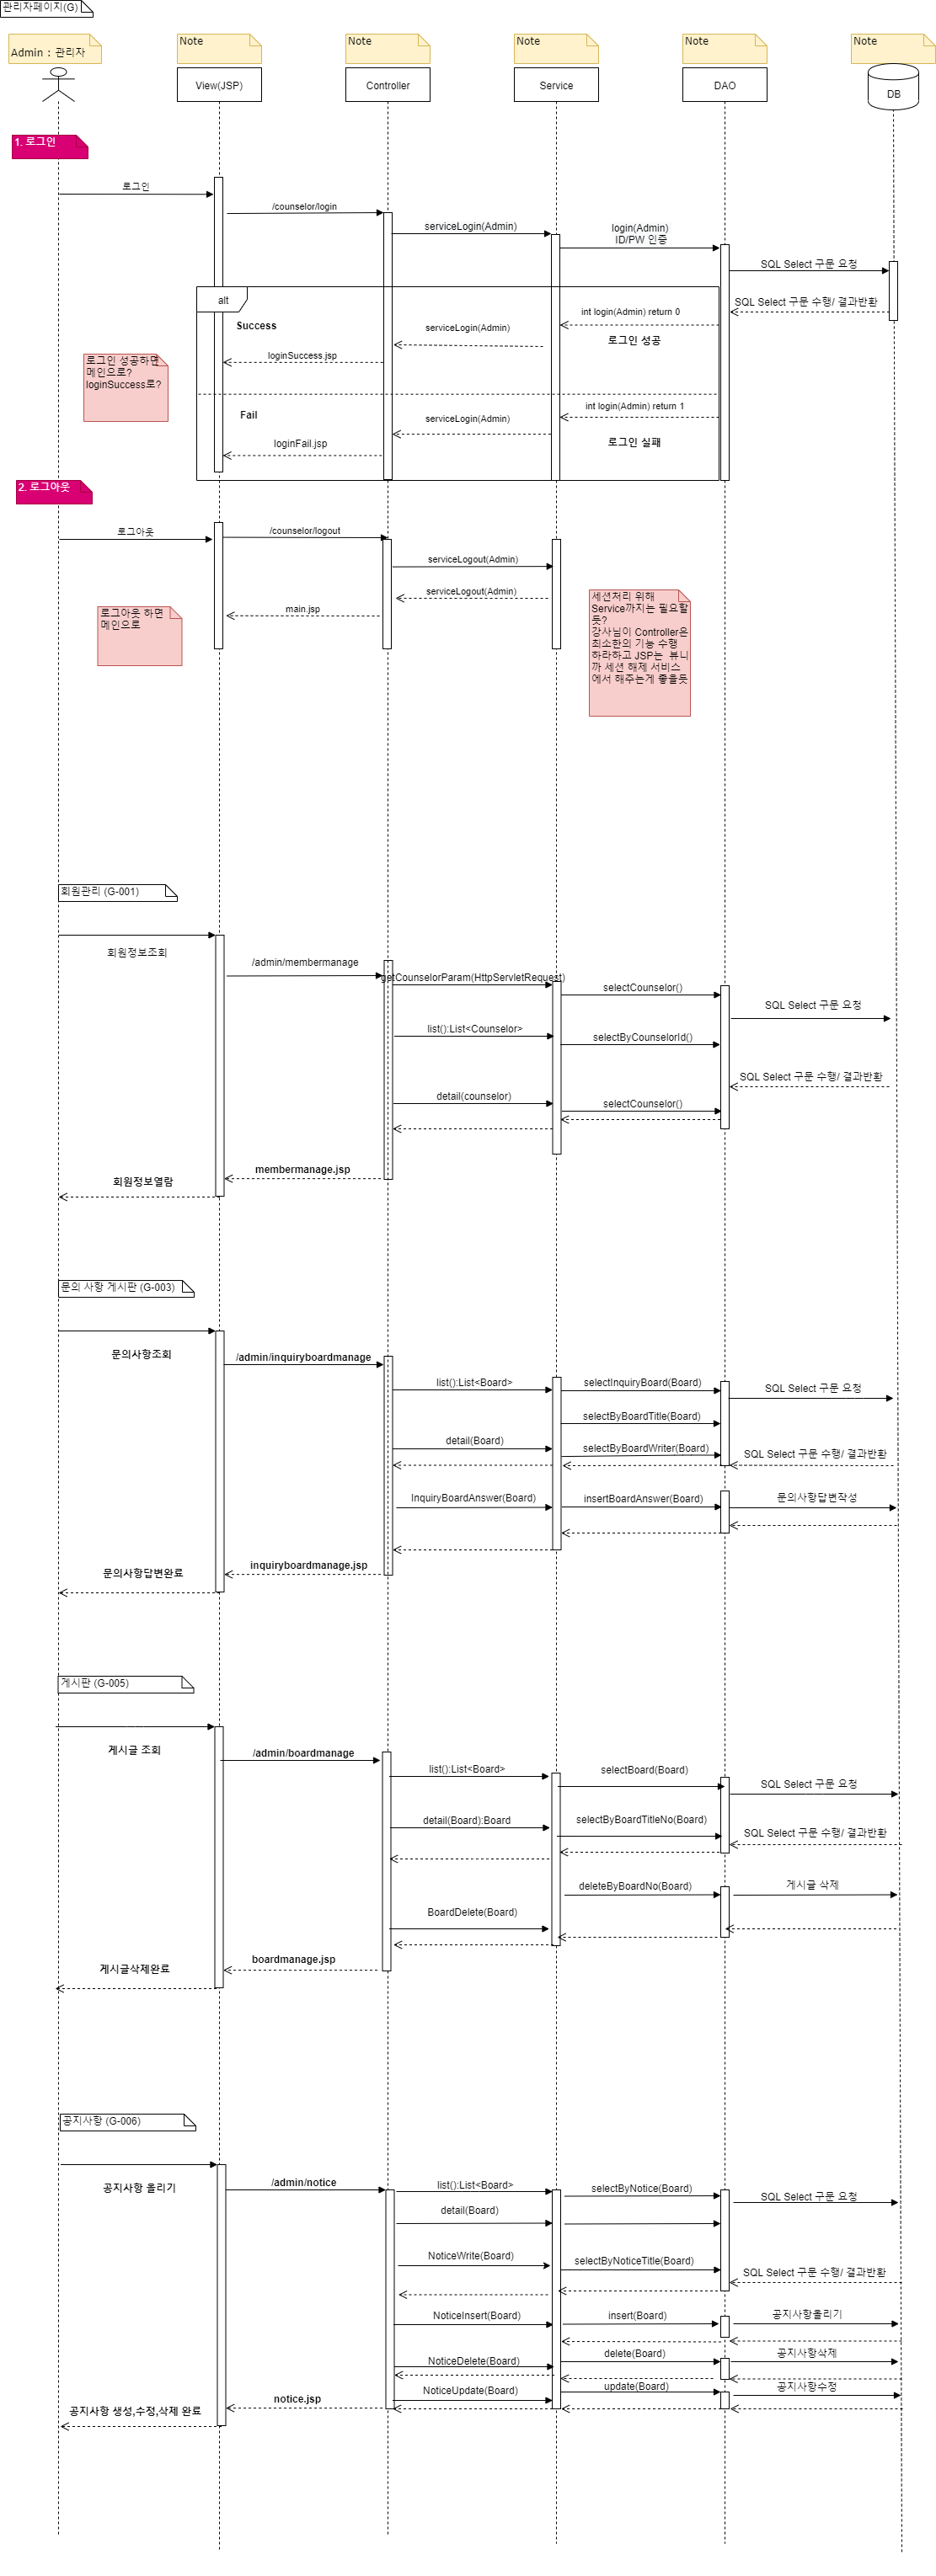 관리자페이지(G)
Admin : 관리자
Note
Note
Note
Note
Note
View(JSP)
Controller
Service
DAO
DB
1. 로그인
로그인
/counselor/login
serviceLogin(Admin)
login(Admin)
ID/PW 인증
SQL Select 구문 요청
SQL Select 구문 수행/ 결과반환
alt
Success
int login(Admin) return 0
serviceLogin(Admin)
로그인 성공
loginSuccess.jsp
로그인 성공하면
메인으로?
loginSuccess로?
Fail
int login(Admin) return 1
serviceLogin(Admin)
로그인 실패
loginFail.jsp
2. 로그아웃
로그아웃
/counselor/logout
serviceLogout(Admin)
serviceLogout(Admin)
main.jsp
로그아웃 하면
메인으로
세션처리 위해
Service까지는 필요할
듯?
강사님이 Controller은
최소한의 기능 수행
하라하고 JSP는 뷰니
까 세션 해제 서비스
에서 해주는게 좋을듯
회원관리 (G-001)
회원정보조회
/admin/membermanage
getCounselorParam(HttpServletRequest)
selectCounselor()
SQL Select 구문 요청
list():List<Counselor>
selectByCounselorId()
SQL Select 구문 수행/ 결과반환
detail(counselor)
selectCounselor()
membermanage.jsp
회원정보열람
문의 사항 게시판 (G-003)
문의사항조회
/admin/inquiryboardmanage
list():List<Board>
selectInquiryBoard(Board)
SQL Select 구문 요청
selectByBoardTitle(Board)
detail(Board)
selectByBoardWriter(Board)
SQL Select 구문 수행/ 결과반환
InquiryBoardAnswer(Board)
insertBoardAnswer(Board)
문의사항답변작성
inquiryboardmanage.jsp
문의사항답변완료
게시판 (G-005)
게시글 조회
/admin/boardmanage
list():List<Board>
selectBoard(Board)
SQL Select 구문 요청
detail(Board):Board
selectByBoardTitleNo(Board)
SQL Select 구문 수행/ 결과반환
deleteByBoardNo(Board)
게시글 삭제
BoardDelete(Board)
boardmanage.jsp
게시글삭제완료
공지사항 (G-006)
공지사항 올리기
/admin/notice
list():List<Board>
selectByNotice(Board)
SQL Select 구문 요청
detail(Board)
NoticeWrite(Board)
selectByNoticeTitle(Board)
SQL Select 구문 수행/ 결과반환
NoticeInsert(Board)
insert(Board)
공지사항올리기
NoticeDelete(Board)
delete(Board)
공지사항삭제
NoticeUpdate(Board)
update(Board)
공지사항수정
notice.jsp
공지사항 생성,수정,삭제 완료